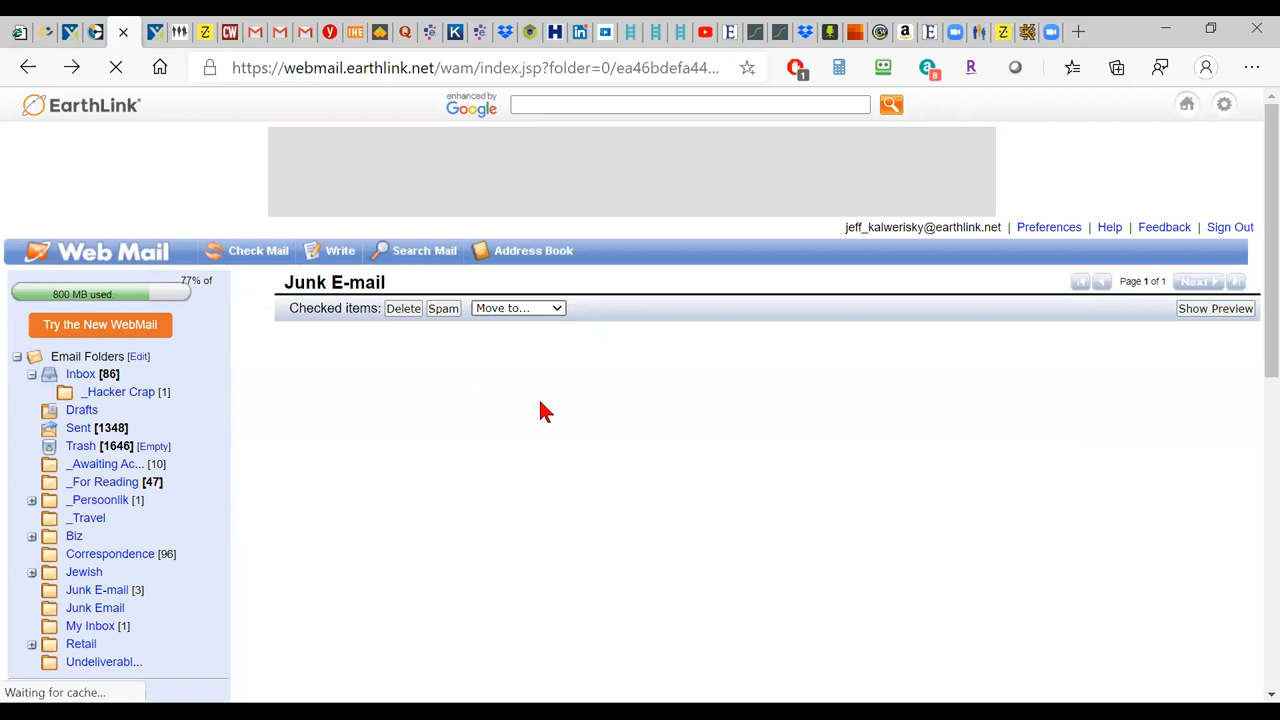 https://webmail.earthlink.net/wam/index.jsp?folder=0/ea46bdefa44...
1
8
EarthLink
enhanced by
Google
jeff_kalwerisky@earthlink.net | Preferences | Help | Feedback | Sign Out
Web Mail Check Mail Write Search Mail Address Book
77% of
800 MB used
Try the New WebMail
Junk E-mail
Page 1 of 1
Next
Checked items: Delete Spam Move to...
Show Preview
Email Folders [Edit]
Inbox [86]
_Hacker Crap [1]
Drafts
Sent [1348]
Trash [1646] [Empty]
_Awaiting Ac... [10]
_For Reading [47]
_Persoonlik [1]
_Travel
Biz
Correspondence [96]
Jewish
Junk E-mail [3]
Junk Email
My Inbox [1]
Retail
Undeliverabl...
Waiting for cache...